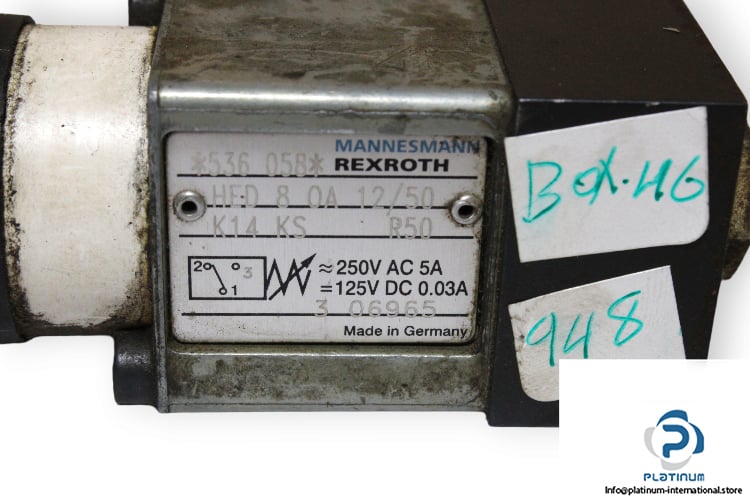 MANNESMANN
*536 058* REXROTH
HED 8 OA 12/50
K14 KS R50
2 3 1
≈ 250V AC 5A
= 125V DC 0.03A
3 06965
Made in Germany
Box.46
948
PLATINUM
Info@platinum-international.store